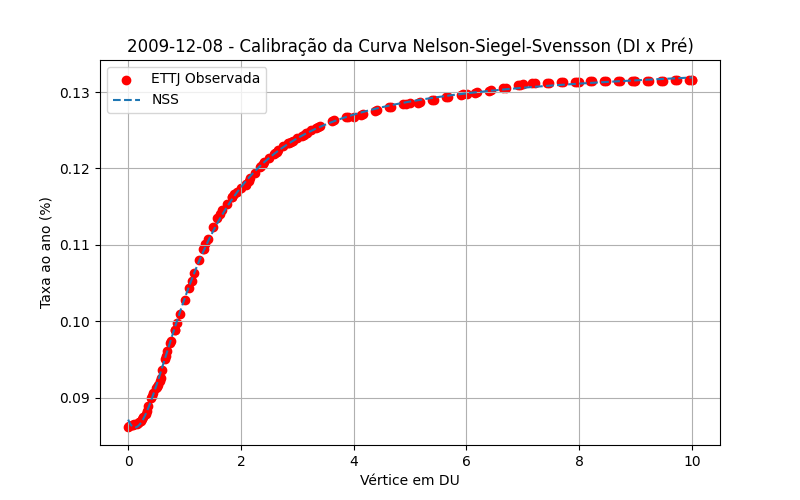 2009-12-08 - Calibração da Curva Nelson-Siegel-Svensson (DI x Pré)
ETTJ Observada
NSS
Taxa ao ano (%)
0.13
0.12
0.11
0.10
0.09
0 2 4 6 8 10
Vértice em DU